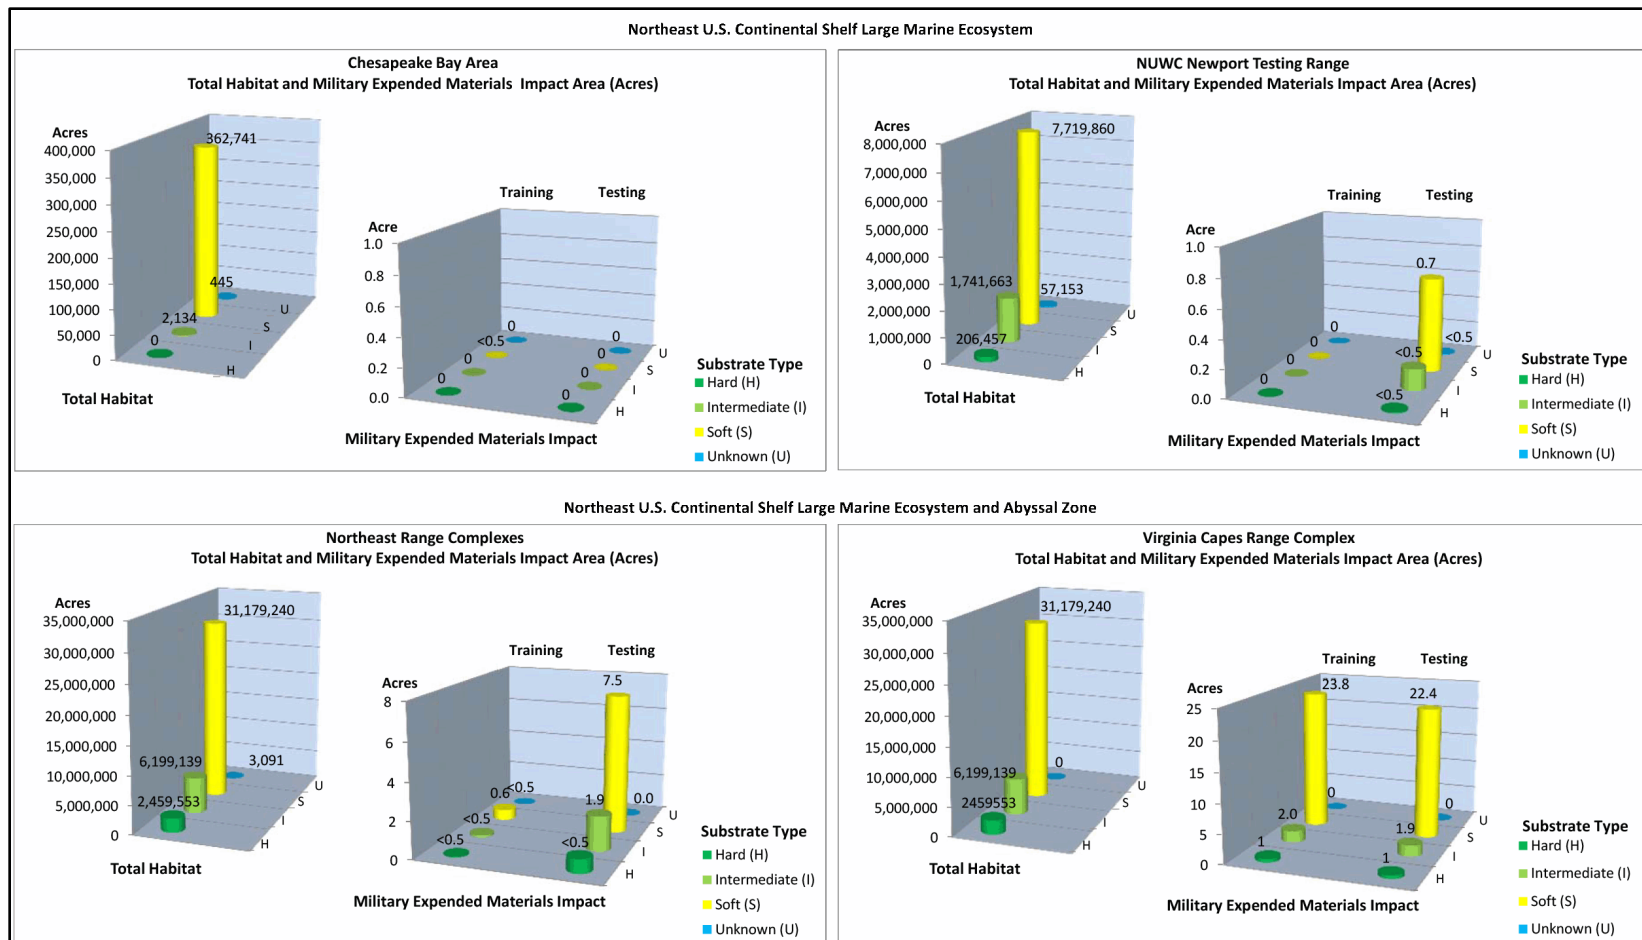 Northeast U.S. Continental Shelf Large Marine Ecosystem
Chesapeake Bay Area
Total Habitat and Military Expended Materials Impact Area (Acres)
Acres
400,000
350,000
300,000
250,000
200,000
150,000
100,000
50,000
0
362,741
445
2,134
0
U
S
I
H
Total Habitat
Training Testing
Acre
1.0
0.8
0.6
0.4
0.2
0.0
0
<0.5
0
0
0
0
0
0
U
S
I
H
Military Expended Materials Impact
Substrate Type
Hard (H)
Intermediate (I)
Soft (S)
Unknown (U)
NUWC Newport Testing Range
Total Habitat and Military Expended Materials Impact Area (Acres)
Acres
8,000,000
7,000,000
6,000,000
5,000,000
4,000,000
3,000,000
2,000,000
1,000,000
0
7,719,860
1,741,663
57,153
206,457
U
S
I
H
Total Habitat
Training Testing
Acre
1.0
0.8
0.6
0.4
0.2
0.0
0.7
0
0
0
0
<0.5
<0.5
<0.5
U
S
I
H
Military Expended Materials Impact
Substrate Type
Hard (H)
Intermediate (I)
Soft (S)
Unknown (U)
Northeast U.S. Continental Shelf Large Marine Ecosystem and Abyssal Zone
Northeast Range Complexes
Total Habitat and Military Expended Materials Impact Area (Acres)
Acres
35,000,000
30,000,000
25,000,000
20,000,000
15,000,000
10,000,000
5,000,000
0
31,179,240
6,199,139
3,091
2,459,553
U
S
I
H
Total Habitat
Training Testing
Acres
8
6
4
2
0
7.5
0.6
<0.5
<0.5
<0.5
1.9
0.0
<0.5
U
S
I
H
Military Expended Materials Impact
Substrate Type
Hard (H)
Intermediate (I)
Soft (S)
Unknown (U)
Virginia Capes Range Complex
Total Habitat and Military Expended Materials Impact Area (Acres)
Acres
35,000,000
30,000,000
25,000,000
20,000,000
15,000,000
10,000,000
5,000,000
0
31,179,240
6,199,139
0
2459553
U
S
I
H
Total Habitat
Training Testing
Acres
25
20
15
10
5
0
23.8
22.4
0
2.0
1
0
1.9
1
U
S
I
H
Military Expended Materials Impact
Substrate Type
Hard (H)
Intermediate (I)
Soft (S)
Unknown (U)